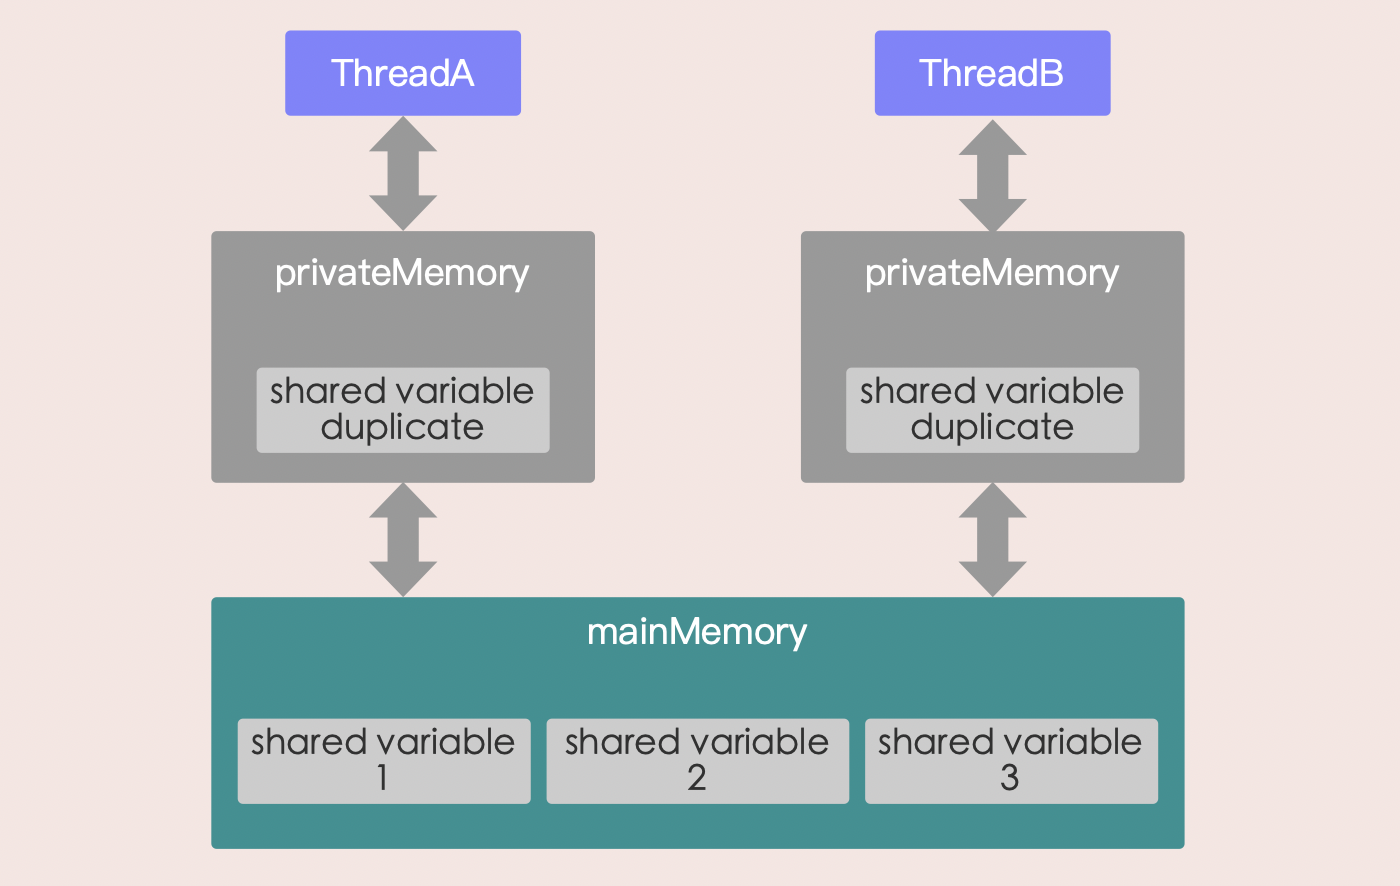 ThreadA
ThreadB
privateMemory
privateMemory
shared variable
duplicate
shared variable
duplicate
mainMemory
shared variable
1
shared variable
2
shared variable
3